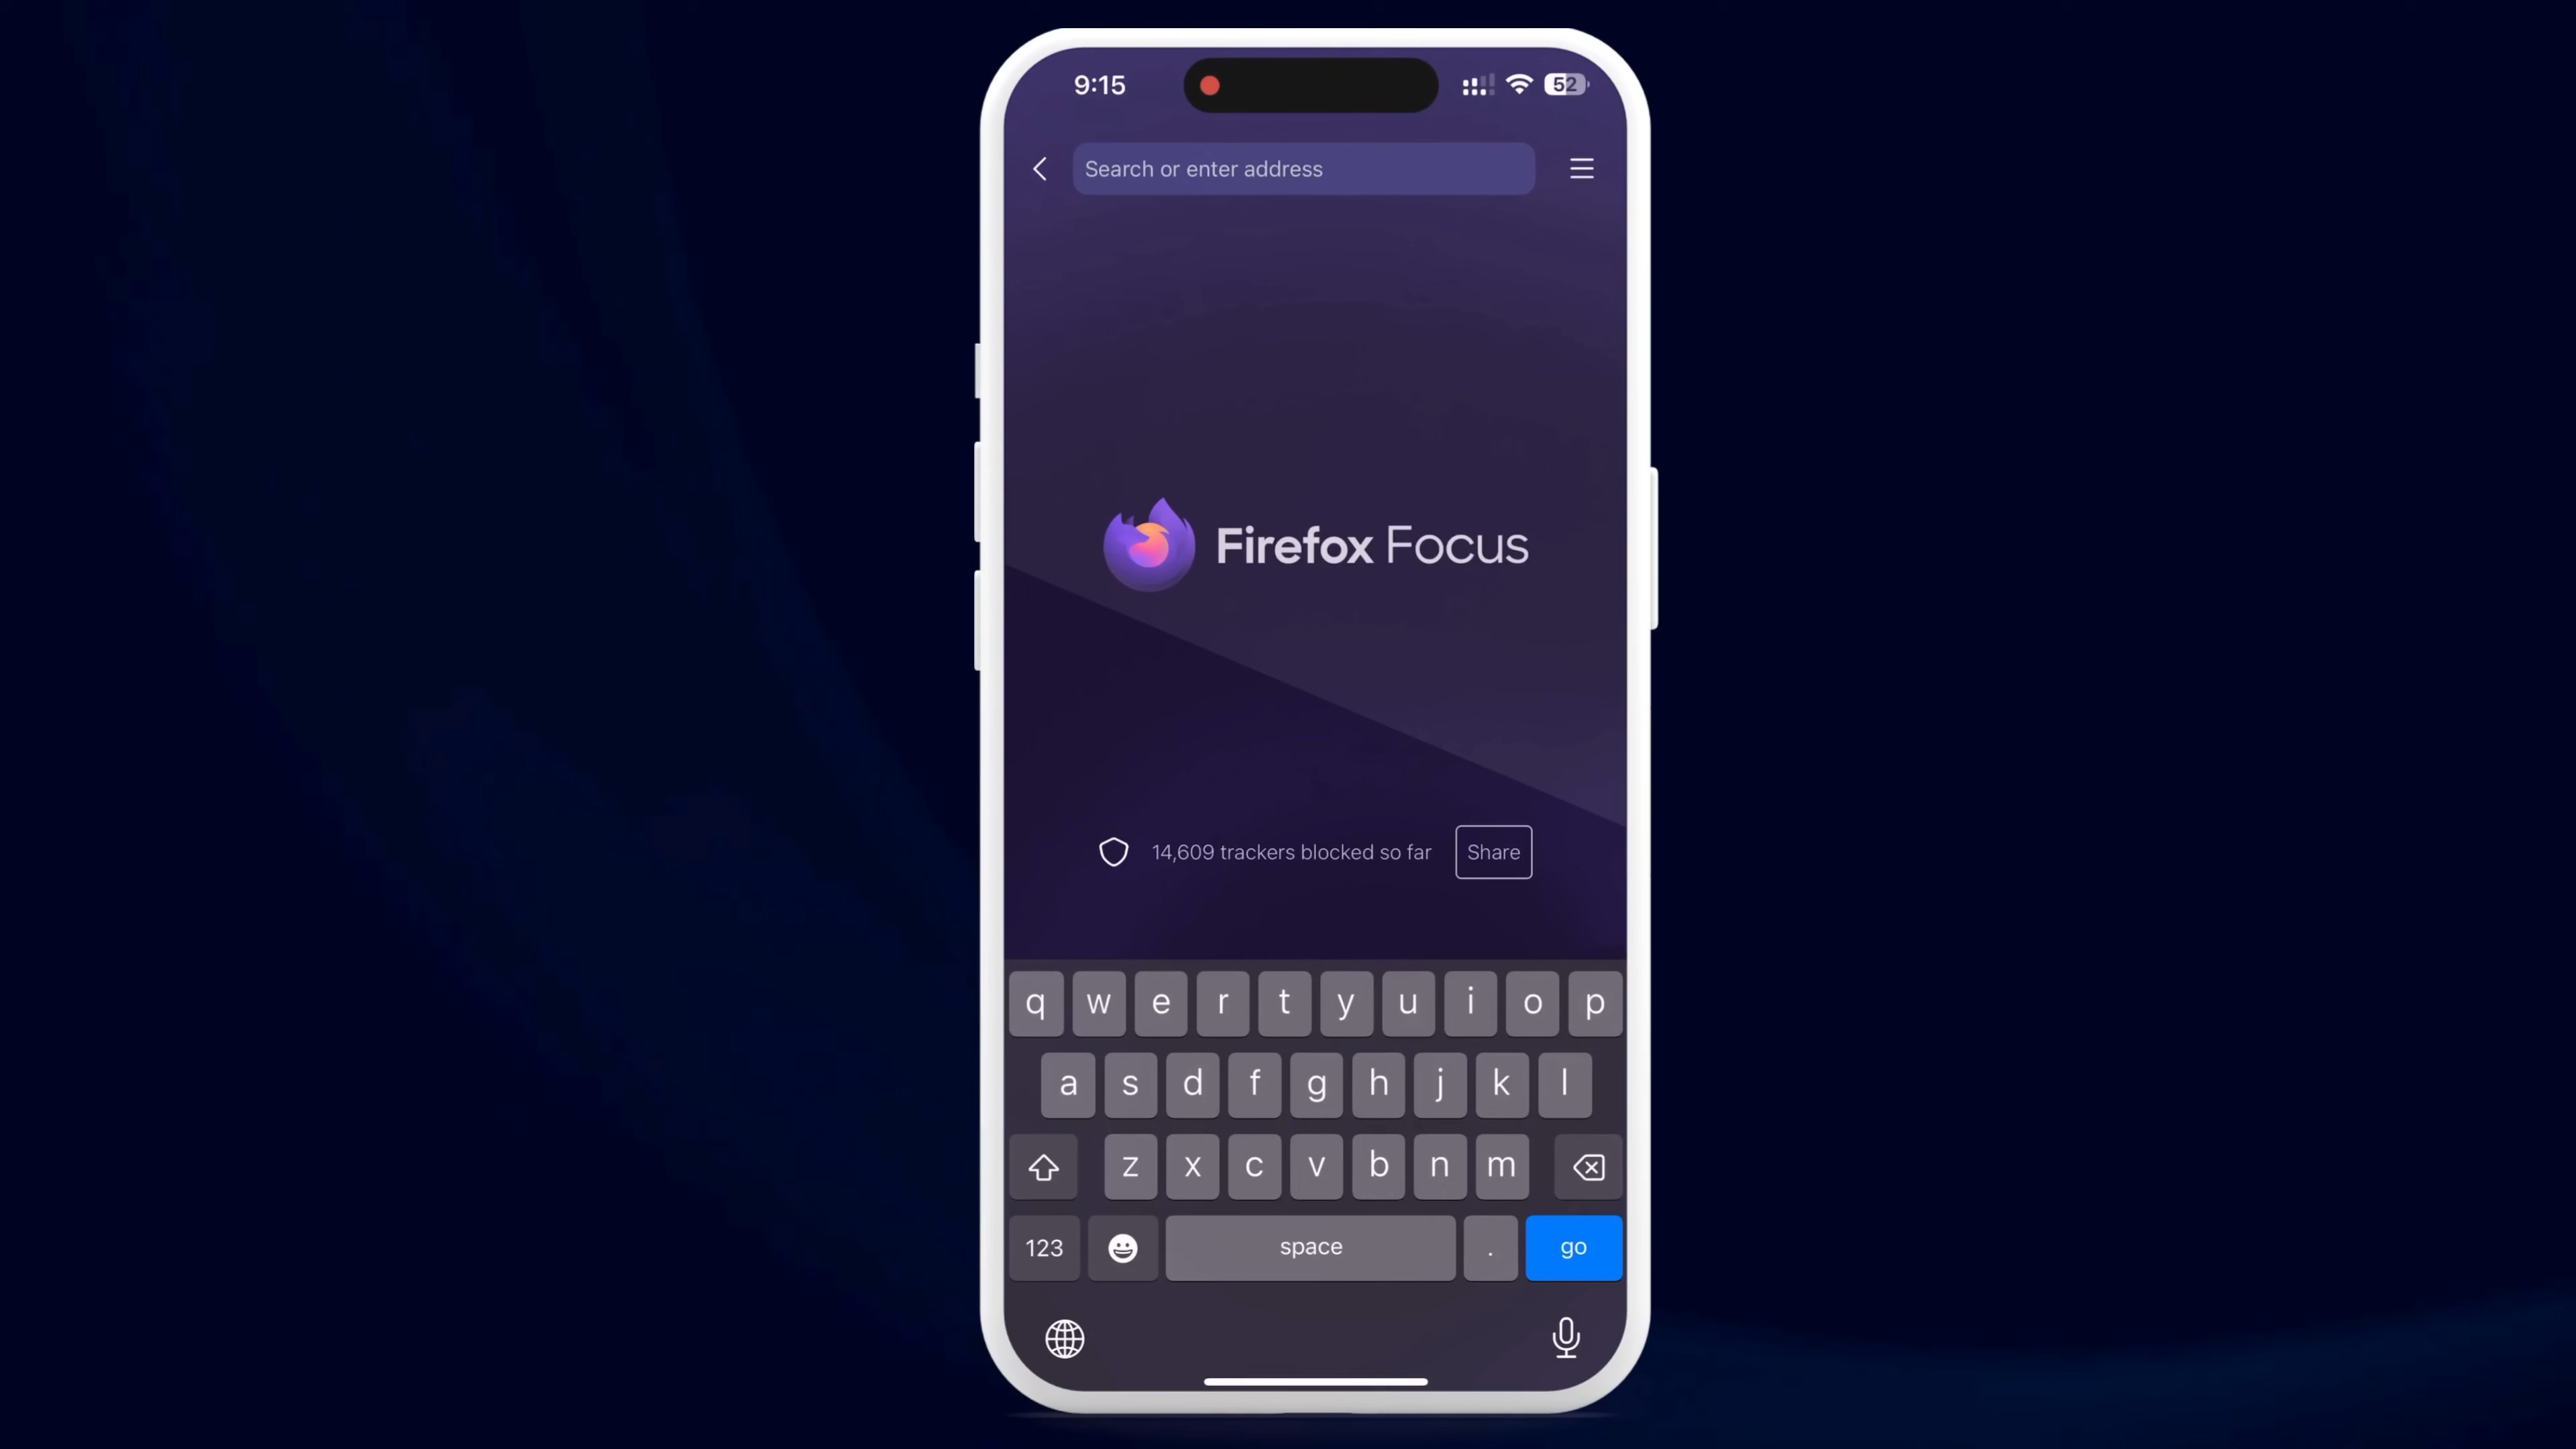 9:15
52
Search or enter address
Firefox Focus
14,609 trackers blocked so far Share
q w e r t y u i o p
a s d f g h j k l
z x c v b n m
123 space . go